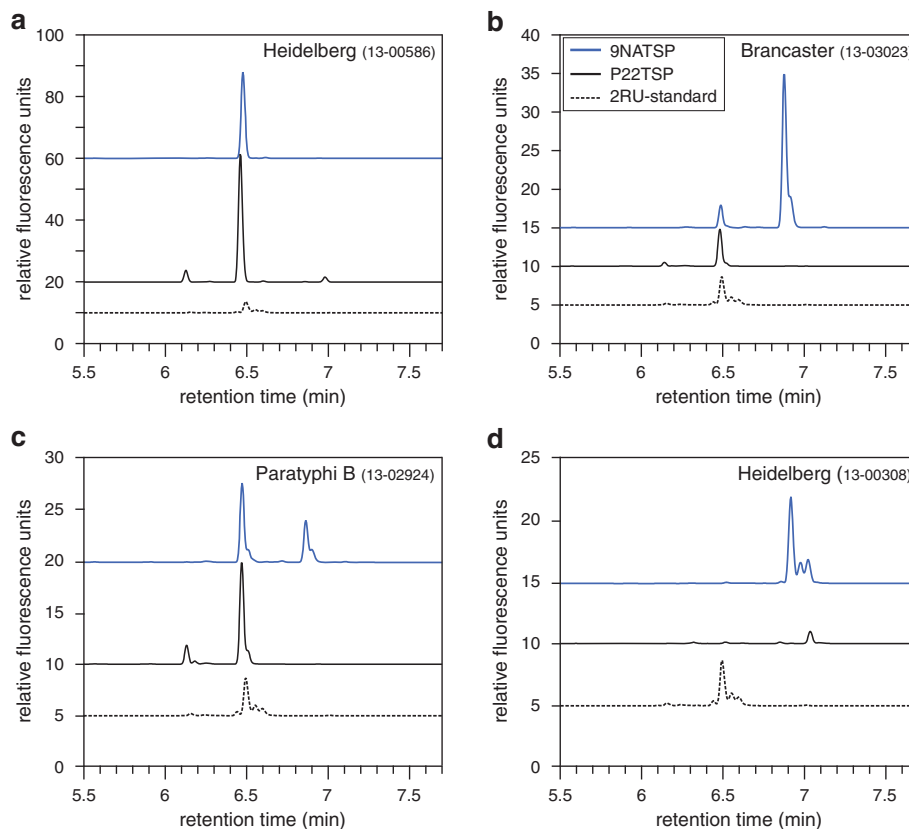 a
Heidelberg (13-00586)
100
80
60
40
20
0
relative fluorescence units
5.5 6 6.5 7 7.5
retention time (min)
b
Brancaster (13-03023)
9NATSP
P22TSP
2RU-standard
40
35
30
25
20
15
10
5
0
relative fluorescence units
5.5 6 6.5 7 7.5
retention time (min)
c
Paratyphi B (13-02924)
30
25
20
15
10
5
0
relative fluorescence units
5.5 6 6.5 7 7.5
retention time (min)
d
Heidelberg (13-00308)
25
20
15
10
5
0
relative fluorescence units
5.5 6 6.5 7 7.5
retention time (min)